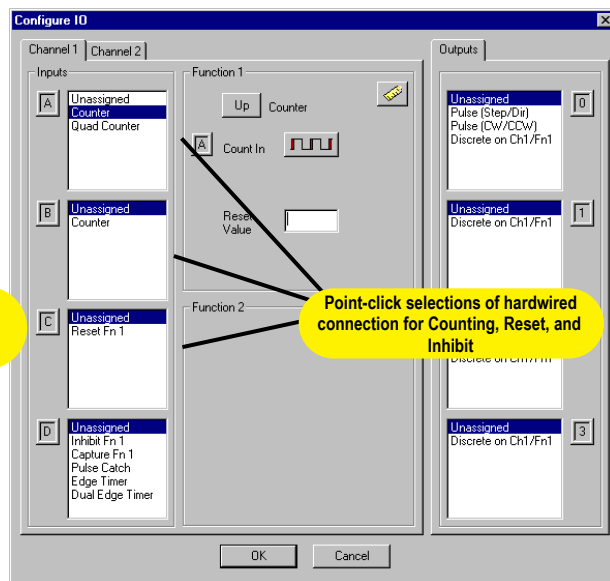 Configure IO
Channel 1
Channel 2
Inputs
A
Unassigned
Counter
Quad Counter
B
Unassigned
Counter
C
Unassigned
Reset Fn 1
D
Unassigned
Inhibit Fn 1
Capture Fn 1
Pulse Catch
Edge Timer
Dual Edge Timer
Function 1
Up
Counter
A
Count In
Reset
Value
Function 2
Point-click selections of hardwired
connection for Counting, Reset, and
Inhibit
Outputs
Unassigned
Pulse (Step/Dir)
Pulse (CW/CCW)
Discrete on Ch1/Fn1
0
Unassigned
Discrete on Ch1/Fn1
1
Discrete on Ch1/Fn1
Unassigned
Discrete on Ch1/Fn1
3
OK
Cancel